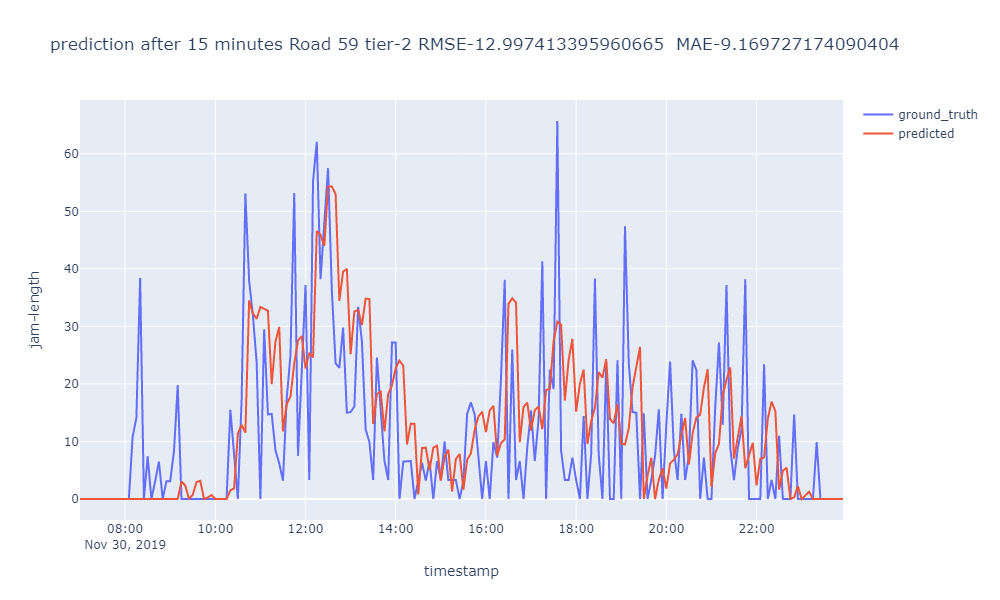 prediction after 15 minutes Road 59 tier-2 RMSE-12.997413395960665  MAE-9.169727174090404
ground_truth
predicted
60
50
40
30
20
10
0
jam-length
08:00 10:00 12:00 14:00 16:00 18:00 20:00 22:00
Nov 30, 2019
timestamp